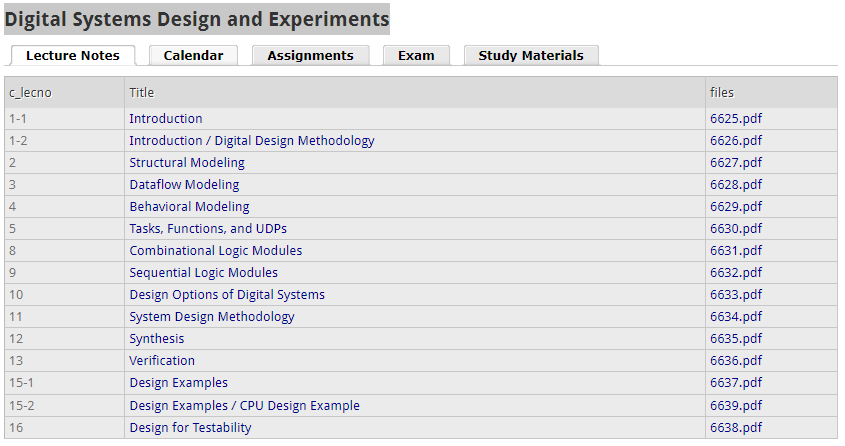 Digital Systems Design and Experiments
Lecture Notes Calendar Assignments Exam Study Materials
c_lecno Title files
1-1 Introduction 6625.pdf
1-2 Introduction / Digital Design Methodology 6626.pdf
2 Structural Modeling 6627.pdf
3 Dataflow Modeling 6628.pdf
4 Behavioral Modeling 6629.pdf
5 Tasks, Functions, and UDPs 6630.pdf
8 Combinational Logic Modules 6631.pdf
9 Sequential Logic Modules 6632.pdf
10 Design Options of Digital Systems 6633.pdf
11 System Design Methodology 6634.pdf
12 Synthesis 6635.pdf
13 Verification 6636.pdf
15-1 Design Examples 6637.pdf
15-2 Design Examples / CPU Design Example 6639.pdf
16 Design for Testability 6638.pdf